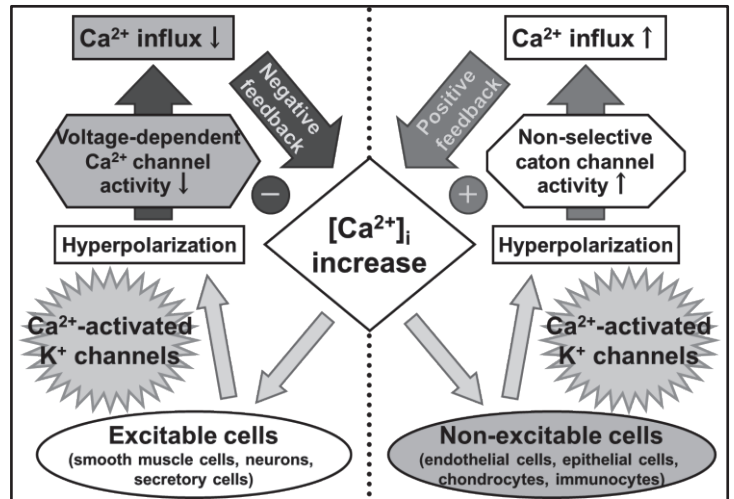 Ca²⁺ influx ↓
Negative
feedback
Voltage-dependent
Ca²⁺ channel
activity ↓
−
Hyperpolarization
Ca²⁺-activated
K⁺ channels
Excitable cells
(smooth muscle cells, neurons,
secretory cells)
[Ca²⁺]ᵢ
increase
Ca²⁺ influx ↑
Positive
feedback
Non-selective
caton channel
activity ↑
+
Hyperpolarization
Ca²⁺-activated
K⁺ channels
Non-excitable cells
(endothelial cells, epithelial cells,
chondrocytes, immunocytes)